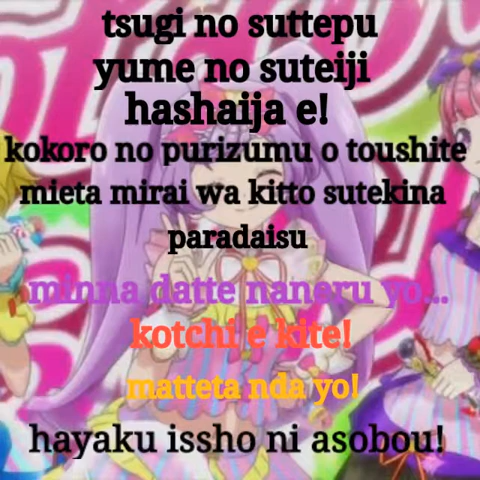 tsugi no suttepu
yume no suteiji
hashaija e!
kokoro no purizumu o toushite
mieta mirai wa kitto sutekina
paradaisu
minna datte naneru yo...
kotchi e kite!
matteta nda yo!
hayaku issho ni asobou!